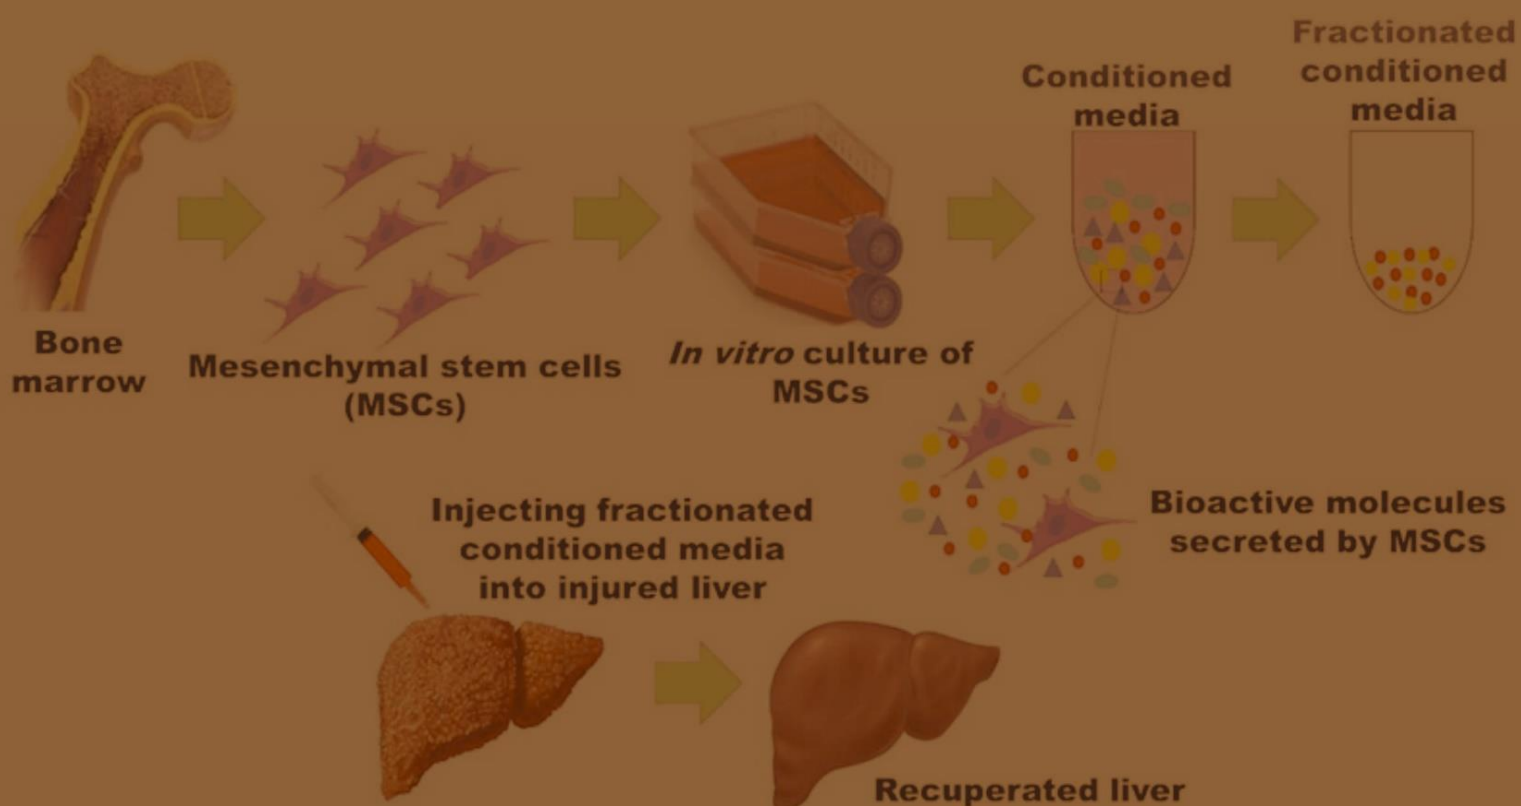 Fractionated
conditioned
media
Conditioned
media
Bone
marrow
Mesenchymal stem cells
(MSCs)
In vitro culture of
MSCs
Bioactive molecules
secreted by MSCs
Injecting fractionated
conditioned media
into injured liver
Recuperated liver